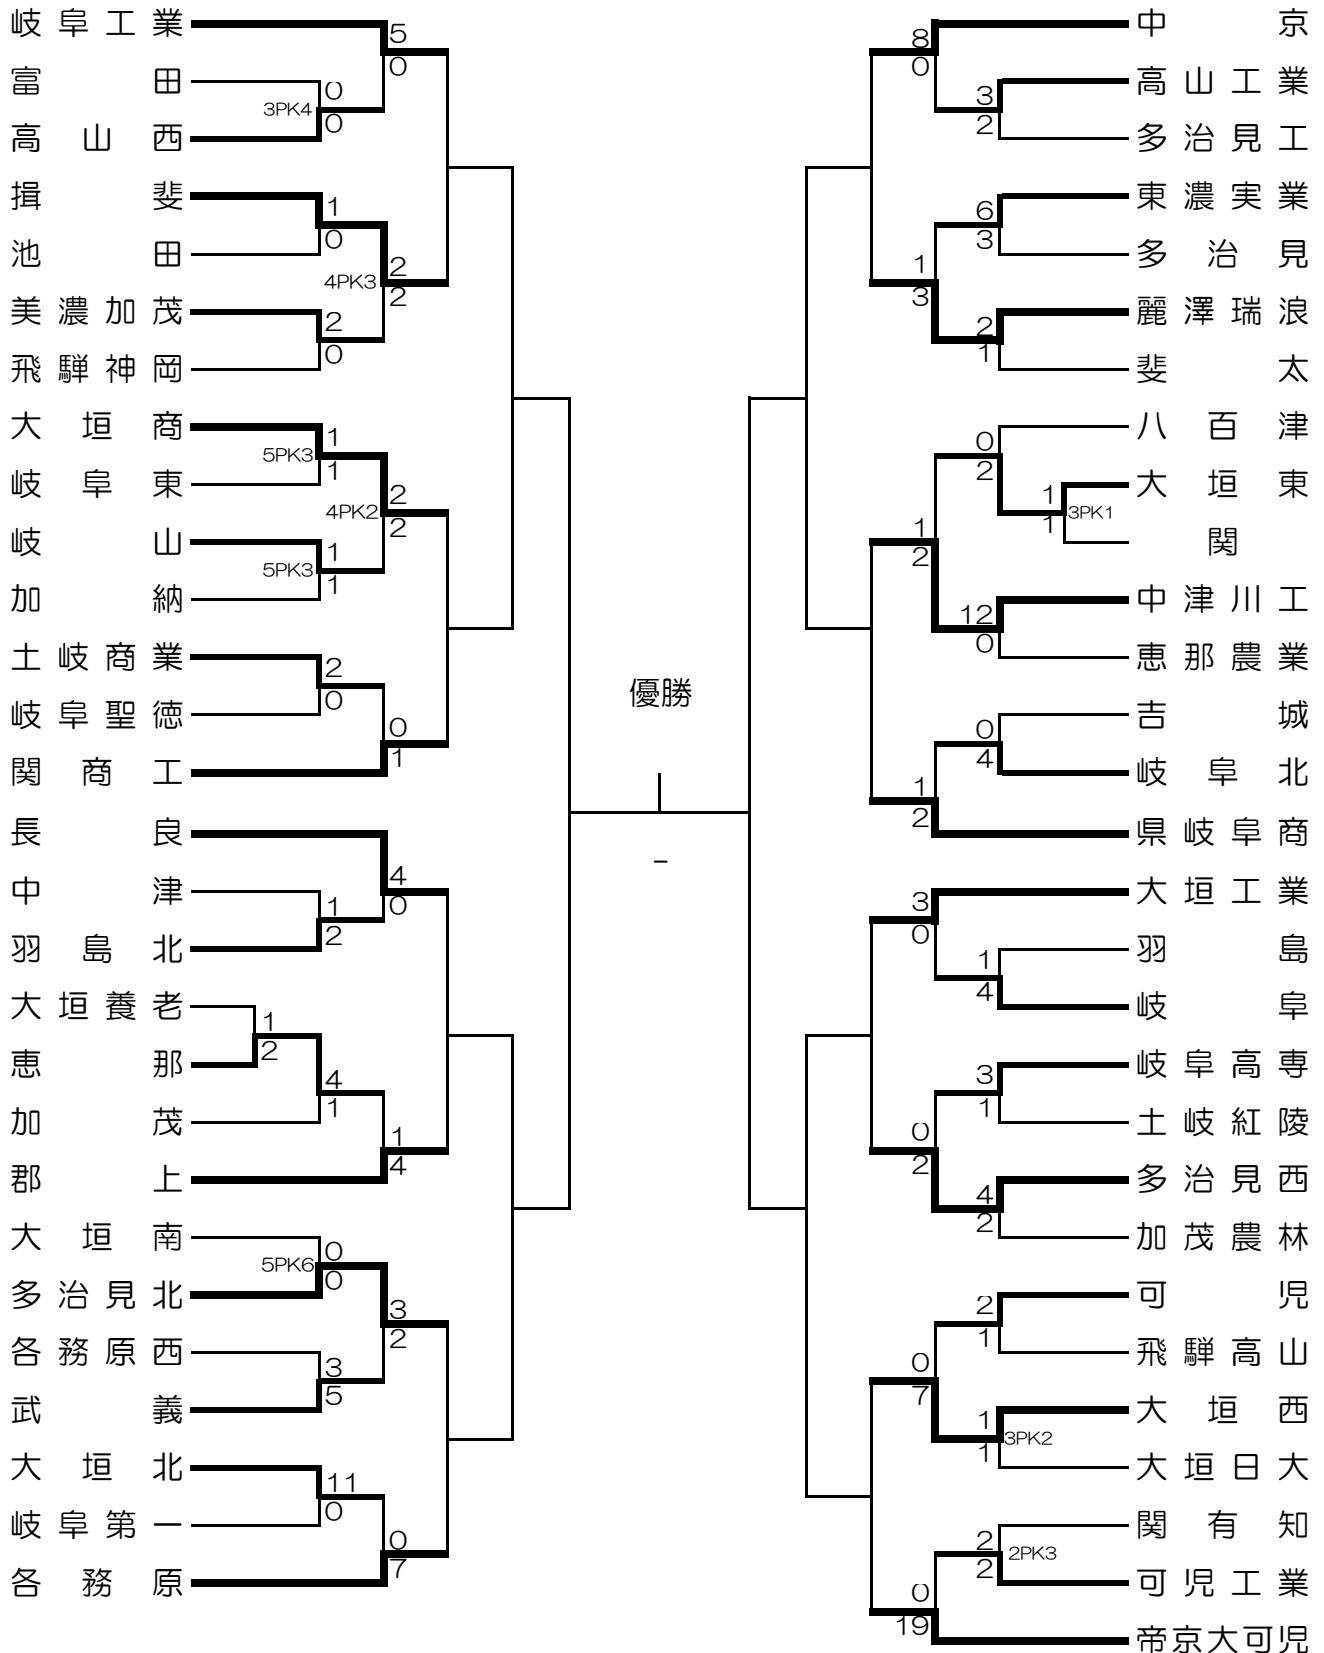 岐阜工業
富田
高山西
揖斐
池田
美濃加茂
飛騨神岡
大垣商
岐阜東
岐山
加納
土岐商業
岐阜聖徳
関商工
長良
中津
羽島北
大垣養老
恵那
加茂
郡上
大垣南
多治見北
各務原西
武義
大垣北
岐阜第一
各務原
5
0
0
3PK4
0
1
0
2
4PK3
2
2
0
1
5PK3
1
2
4PK2
2
1
5PK3
1
2
0
0
1
4
0
1
2
1
2
4
1
1
4
0
5PK6
0
3
2
3
5
11
0
0
7
優勝
-
8
0
3
2
6
3
1
3
2
1
0
2
1
3PK1
1
1
2
12
0
0
4
1
2
3
0
1
4
3
1
0
2
4
2
2
1
0
7
1
3PK2
1
2
2PK3
2
0
19
中京
高山工業
多治見工
東濃実業
多治見
麗澤瑞浪
斐太
八百津
大垣東
関
中津川工
恵那農業
吉城
岐阜北
県岐阜商
大垣工業
羽島
岐阜
岐阜高専
土岐紅陵
多治見西
加茂農林
可児
飛騨高山
大垣西
大垣日大
関有知
可児工業
帝京大可児